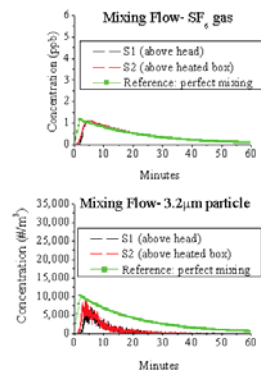 Mixing Flow- SF6 gas
Concentration (ppb)
6
5
4
3
2
1
0
S1 (above head)
S2 (above heated box)
Reference: perfect mixing
0 10 20 30 40 50 60
Minutes
Mixing Flow- 3.2μm particle
Concentration (#/m³)
35,000
30,000
25,000
20,000
15,000
10,000
5,000
0
S1 (above head)
S2 (above heated box)
Reference: perfect mixing
0 10 20 30 40 50 60
Minutes